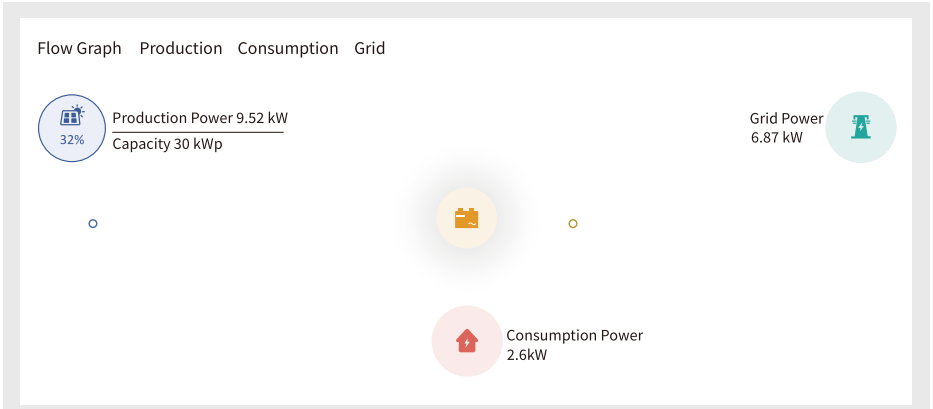 Flow Graph Production Consumption Grid
Production Power 9.52 kW
32%
Capacity 30 kWp
Grid Power
6.87 kW
Consumption Power
2.6kW